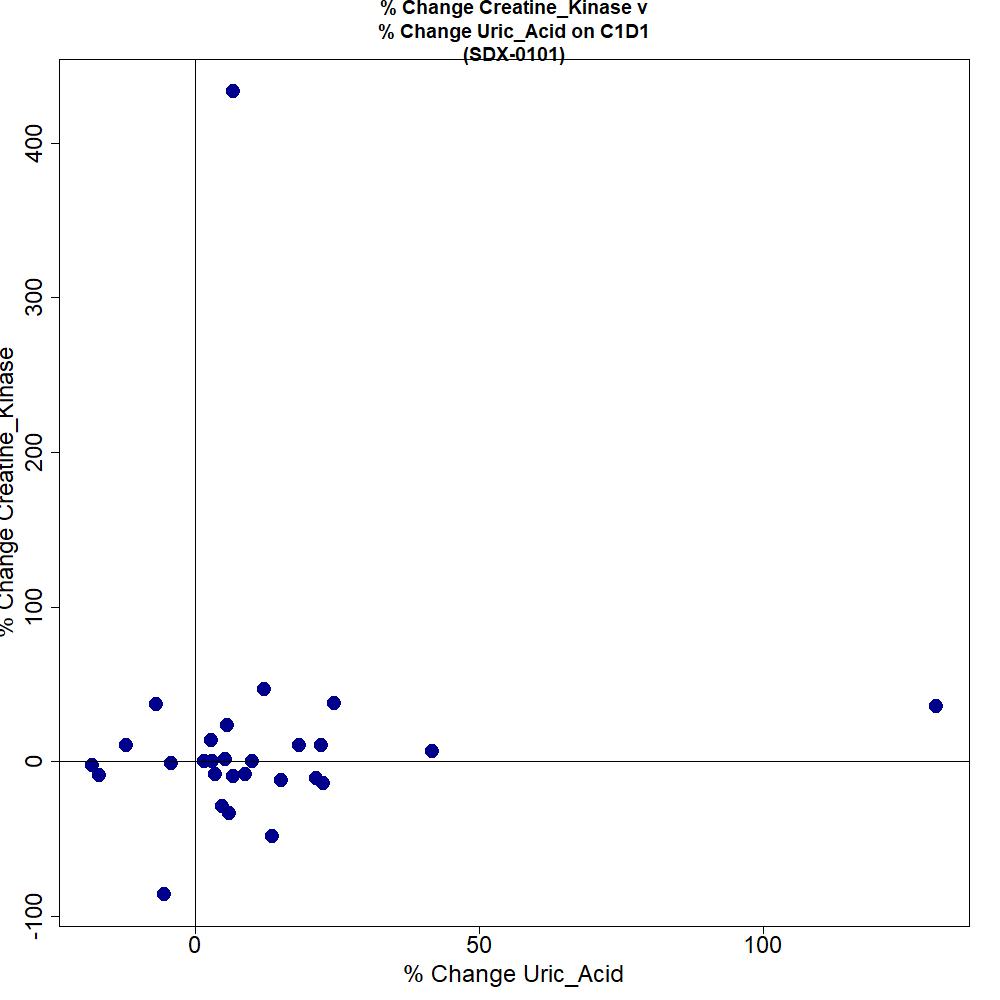 % Change Creatine_Kinase v
% Change Uric_Acid on C1D1
(SDX-0101)
% Change Creatine_Kinase
400
300
200
100
0
-100
0
50
100
% Change Uric_Acid